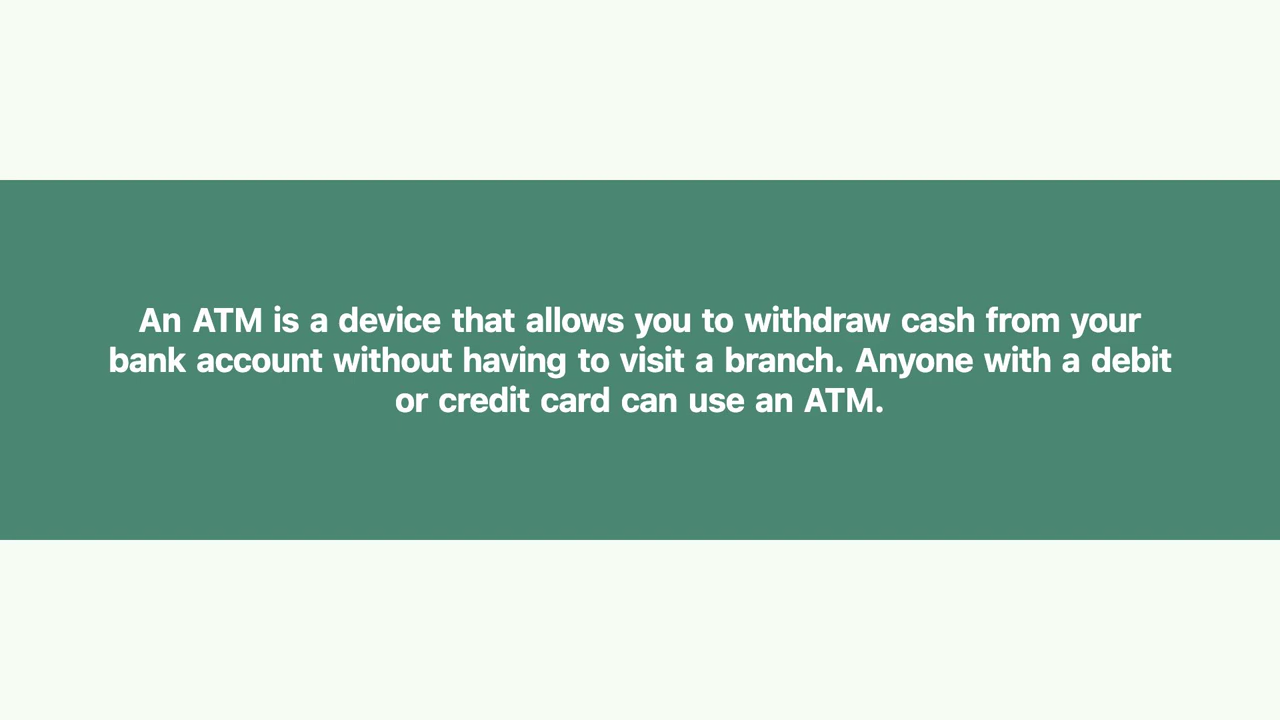 An ATM is a device that allows you to withdraw cash from your
bank account without having to visit a branch. Anyone with a debit
or credit card can use an ATM.